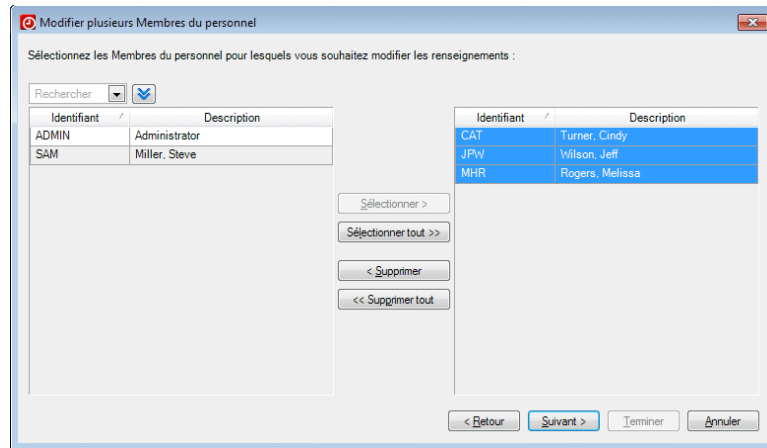 Modifier plusieurs Membres du personnel
Sélectionnez les Membres du personnel pour lesquels vous souhaitez modifier les renseignements :
Rechercher
Identifiant Description
ADMIN Administrator
SAM Miller, Steve
Sélectionner >
Sélectionner tout >>
< Supprimer
<< Supprimer tout
Identifiant Description
CAT Turner, Cindy
JPW Wilson, Jeff
MHR Rogers, Melissa
< Retour Suivant > Terminer Annuler